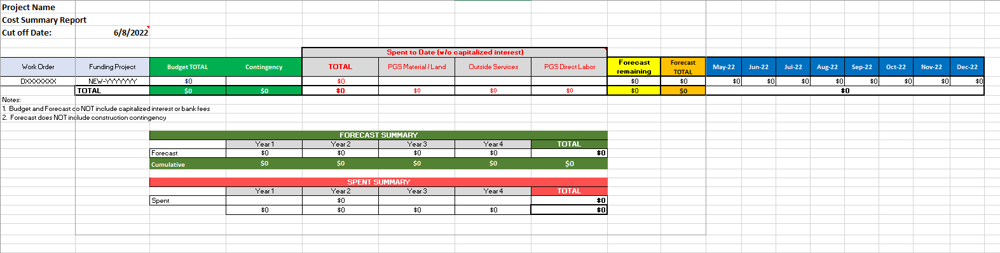 Project Name
Cost Summary Report
Cut off Date: 6/8/2022
Spent to Date (w/o capitalized interest)
Work Order Funding Project Budget TOTAL Contingency TOTAL PGS Material / Land Outside Services PGS Direct Labor Forecast remaining Forecast TOTAL May-22 Jun-22 Jul-22 Aug-22 Sep-22 Oct-22 Nov-22 Dec-22
DXXXXXXX NEW-YYYYYYY $0 $0 $0 $0 $0 $0 $0 $0 $0 $0 $0 $0
TOTAL $0 $0 $0 $0 $0 $0 $0 $0 $0
Notes:
1. Budget and Forecast do NOT include capitalized interest or bank fees
2. Forecast does NOT include construction contingency
FORECAST SUMMARY
Year 1 Year 2 Year 3 Year 4 TOTAL
Forecast $0 $0 $0 $0 $0
Cumulative $0 $0 $0 $0 $0
SPENT SUMMARY
Year 1 Year 2 Year 3 Year 4 TOTAL
Spent $0 $0
$0 $0 $0 $0 $0